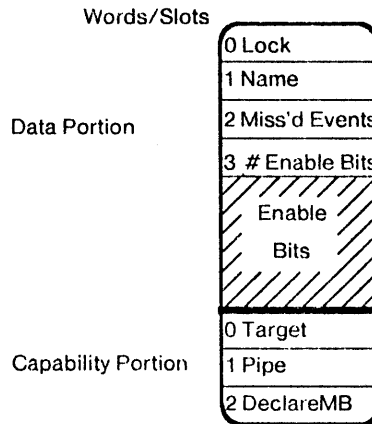 Words/Slots
0 Lock
1 Name
Data Portion
2 Miss'd Events
3 # Enable Bits
Enable
Bits
0 Target
Capability Portion
1 Pipe
2 DeclareMB